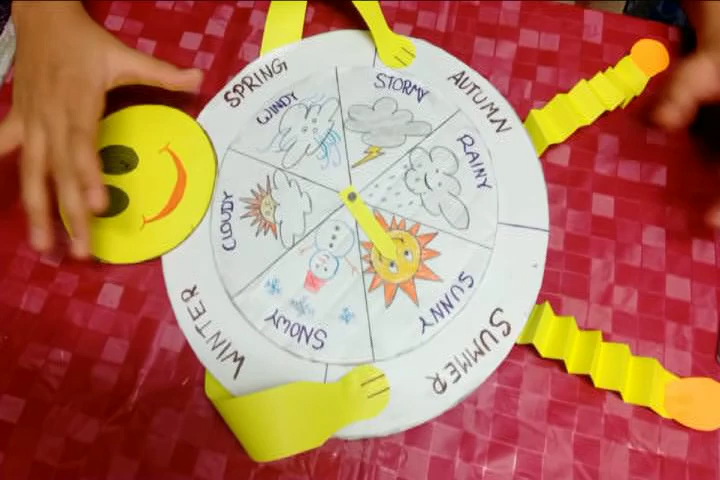 SPRING
AUTUMN
SUMMER
WINTER
WINDY
STORMY
RAINY
SUNNY
SNOWY
CLOUDY